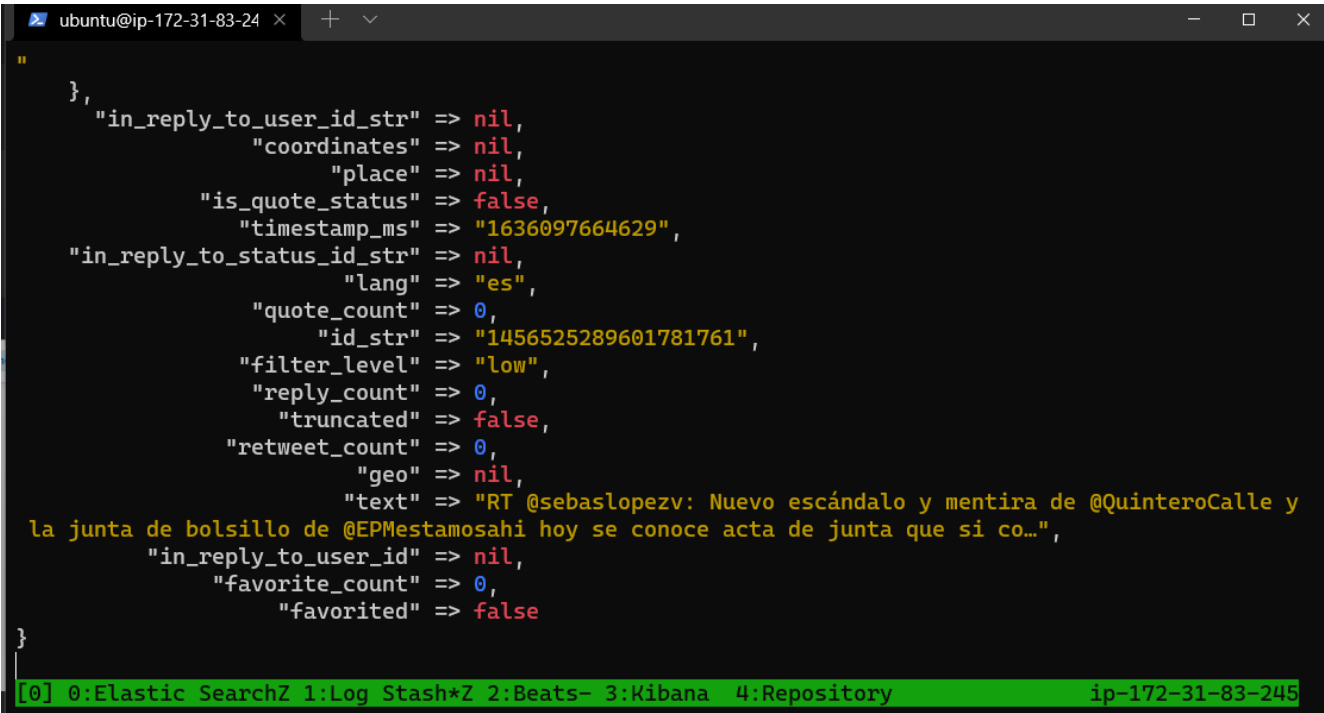 ubuntu@ip-172-31-83-24
"
},
"in_reply_to_user_id_str" => nil,
"coordinates" => nil,
"place" => nil,
"is_quote_status" => false,
"timestamp_ms" => "1636097664629",
"in_reply_to_status_id_str" => nil,
"lang" => "es",
"quote_count" => 0,
"id_str" => "1456525289601781761",
"filter_level" => "low",
"reply_count" => 0,
"truncated" => false,
"retweet_count" => 0,
"geo" => nil,
"text" => "RT @sebaslopezv: Nuevo escándalo y mentira de @QuinteroCalle y
la junta de bolsillo de @EPMestamosahi hoy se conoce acta de junta que si co…",
"in_reply_to_user_id" => nil,
"favorite_count" => 0,
"favorited" => false
}
[0] 0:Elastic SearchZ 1:Log Stash*Z 2:Beats- 3:Kibana 4:Repository ip-172-31-83-245